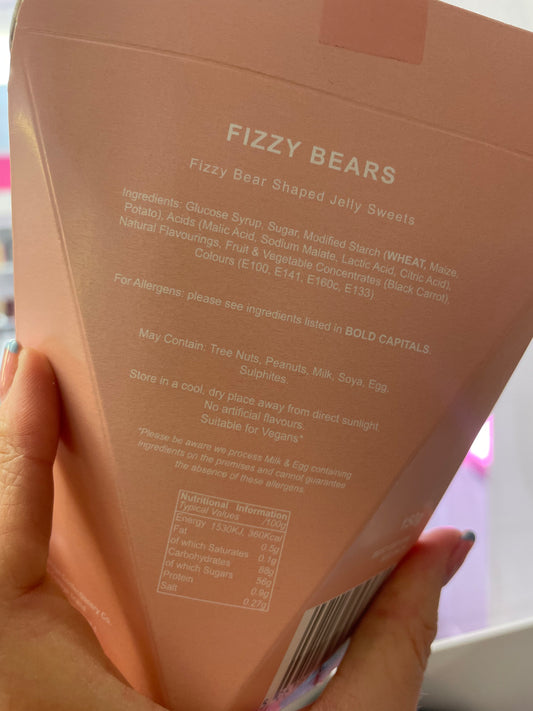 FIZZY BEARS
Fizzy Bear Shaped Jelly Sweets
Ingredients: Glucose Syrup, Sugar, Modified Starch (WHEAT, Maize,
Potato), Acids (Malic Acid, Sodium Malate, Lactic Acid, Citric Acid),
Natural Flavourings, Fruit & Vegetable Concentrates (Black Carrot),
Colours (E100, E141, E160c, E133)
For Allergens: please see ingredients listed in BOLD CAPITALS.
May Contain: Tree Nuts, Peanuts, Milk, Soya, Egg,
Sulphites.
Store in a cool, dry place away from direct sunlight.
No artificial flavours.
Suitable for Vegans*
*Please be aware we process Milk & Egg containing
ingredients on the premises and cannot guarantee
the absence of these allergens.
Nutritional Information
Typical Values /100g
Energy 1530KJ, 360Kcal
Fat 0.5g
of which Saturates 0.1g
Carbohydrates 88g
of which Sugars 56g
Protein 0.9g
Salt 0.27g